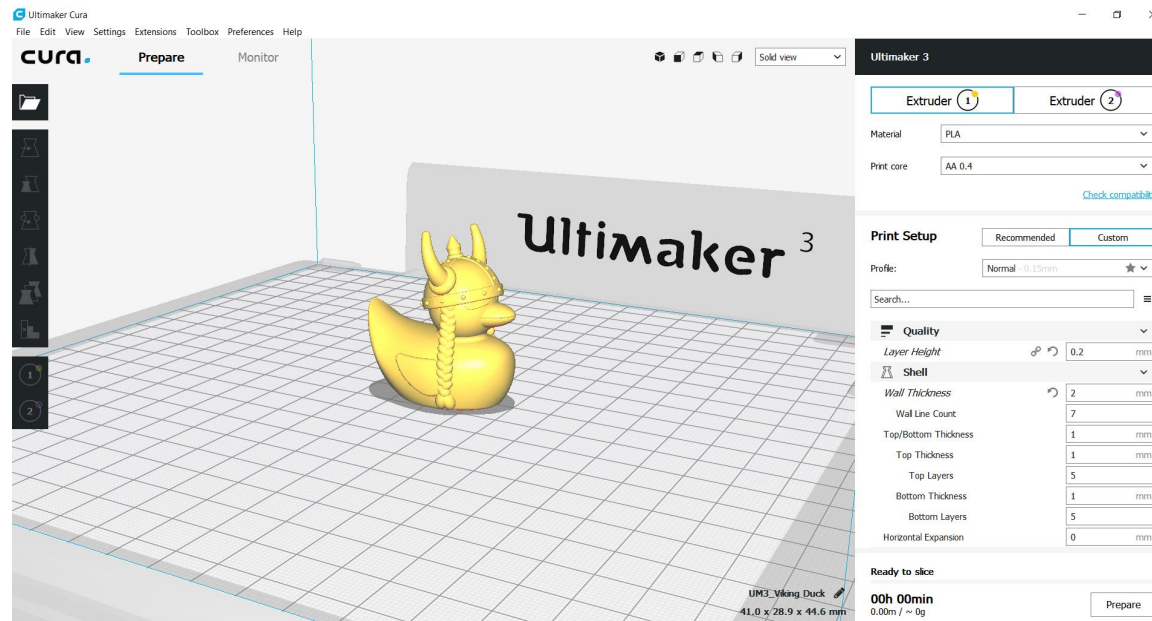 Ultimaker Cura
File Edit View Settings Extensions Toolbox Preferences Help
cura.
Prepare
Monitor
Solid view
Ultimaker 3
Ultimaker 3
Extruder 1
Extruder 2
Material PLA
Print core AA 0.4
Check compatibilit
Print Setup Recommended Custom
Profile: Normal - 0.15mm
Search...
Quality
Layer Height 0.2 mm
Shell
Wall Thickness 2 mm
Wall Line Count 7
Top/Bottom Thickness 1 mm
Top Thickness 1 mm
Top Layers 5
Bottom Thickness 1 mm
Bottom Layers 5
Horizontal Expansion 0 mm
1
2
UM3_Viking Duck
41.0 x 28.9 x 44.6 mm
Ready to slice
00h 00min
0.00m / ~ 0g
Prepare